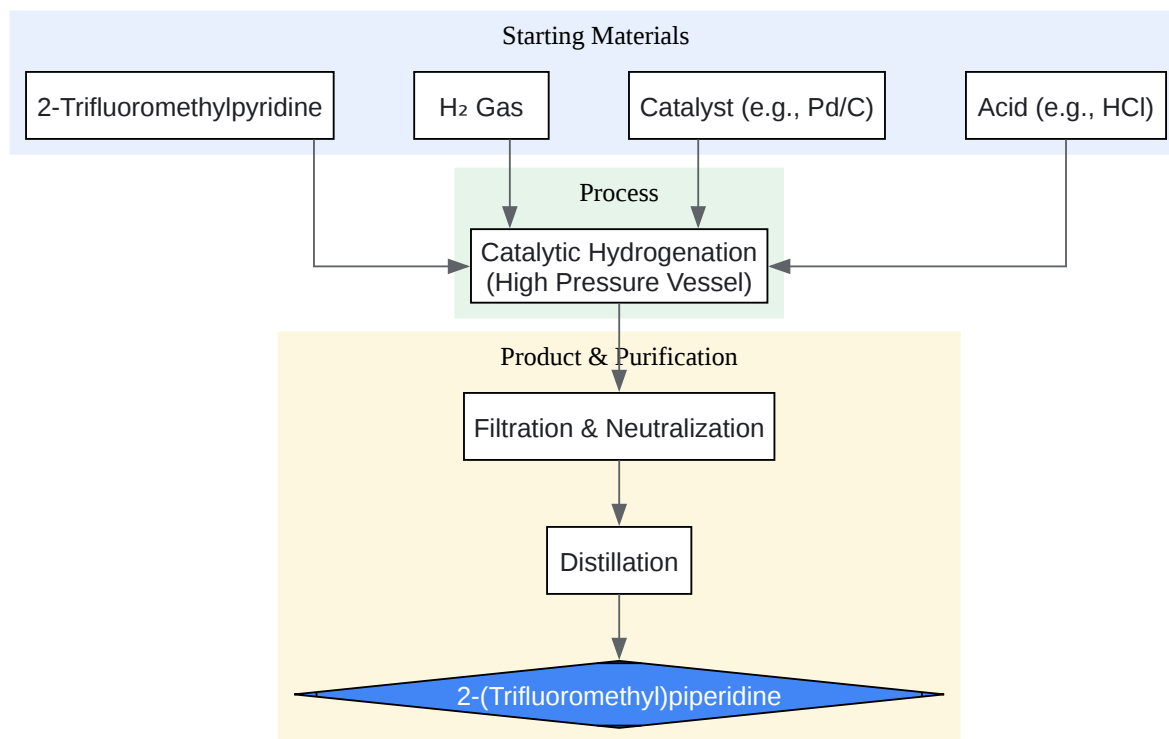 Starting Materials
2-Trifluoromethylpyridine
H₂ Gas
Catalyst (e.g., Pd/C)
Acid (e.g., HCl)
Process
Catalytic Hydrogenation
(High Pressure Vessel)
Product & Purification
Filtration & Neutralization
Distillation
2-(Trifluoromethyl)piperidine